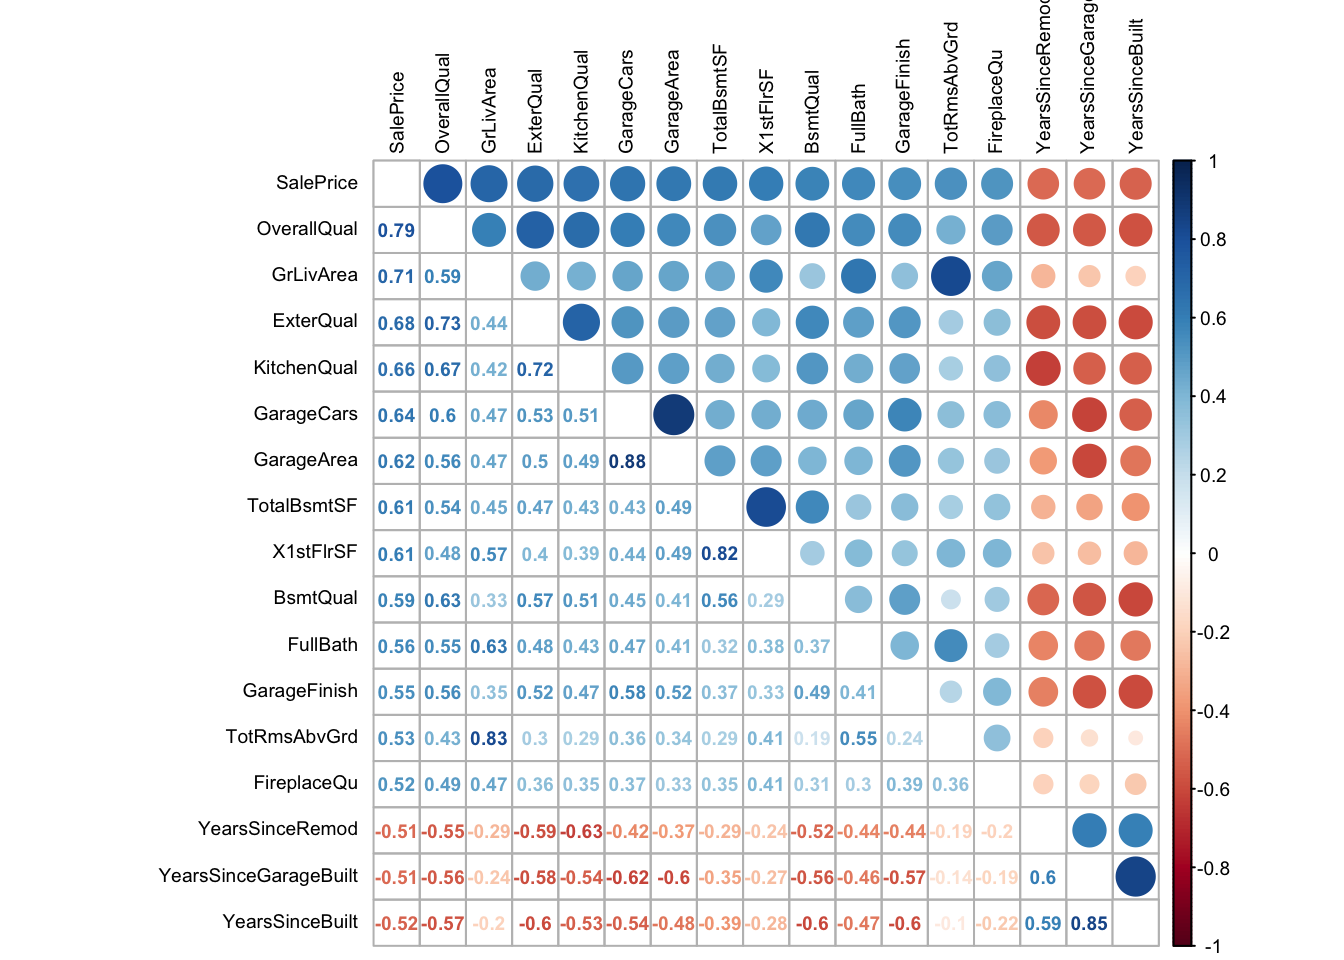 SalePrice
OverallQual
GrLivArea
ExterQual
KitchenQual
GarageCars
GarageArea
TotalBsmtSF
X1stFlrSF
BsmtQual
FullBath
GarageFinish
TotRmsAbvGrd
FireplaceQu
YearsSinceRemod
YearsSinceGarag
YearsSinceBuilt
SalePrice
OverallQual 0.79
GrLivArea 0.71 0.59
ExterQual 0.68 0.73 0.44
KitchenQual 0.66 0.67 0.42 0.72
GarageCars 0.64 0.6 0.47 0.53 0.51
GarageArea 0.62 0.56 0.47 0.5 0.49 0.88
TotalBsmtSF 0.61 0.54 0.45 0.47 0.43 0.43 0.49
X1stFlrSF 0.61 0.48 0.57 0.4 0.39 0.44 0.49 0.82
BsmtQual 0.59 0.63 0.33 0.57 0.51 0.45 0.41 0.56 0.29
FullBath 0.56 0.55 0.63 0.48 0.43 0.47 0.41 0.32 0.38 0.37
GarageFinish 0.55 0.56 0.35 0.52 0.47 0.58 0.52 0.37 0.33 0.49 0.41
TotRmsAbvGrd 0.53 0.43 0.83 0.3 0.29 0.36 0.34 0.29 0.41 0.19 0.55 0.24
FireplaceQu 0.52 0.49 0.47 0.36 0.35 0.37 0.33 0.35 0.41 0.31 0.3 0.39 0.36
YearsSinceRemod -0.51 -0.55 -0.29 -0.59 -0.63 -0.42 -0.37 -0.29 -0.24 -0.52 -0.44 -0.44 -0.19 -0.2
YearsSinceGarageBuilt -0.51 -0.56 -0.24 -0.58 -0.54 -0.62 -0.6 -0.35 -0.27 -0.56 -0.46 -0.57 -0.14 -0.19 0.6
YearsSinceBuilt -0.52 -0.57 -0.2 -0.6 -0.53 -0.54 -0.48 -0.39 -0.28 -0.6 -0.47 -0.6 -0.1 -0.22 0.59 0.85
1
0.8
0.6
0.4
0.2
0
-0.2
-0.4
-0.6
-0.8
-1